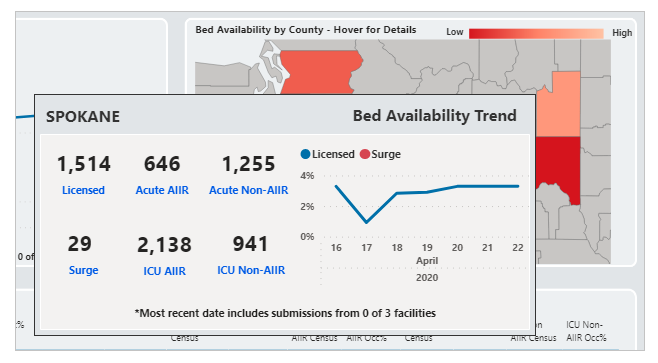 Bed Availability by County - Hover for Details
Low High
SPOKANE
Bed Availability Trend
1,514 646 1,255
Licensed Acute AIIR Acute Non-AIIR
29 2,138 941
Surge ICU AIIR ICU Non-AIIR
Licensed Surge
4%
2%
0%
16 17 18 19 20 21 22
April
2020
*Most recent date includes submissions from 0 of 3 facilities
0 of
% on ICU Non-
Census AIIR Census AIIR Occ% Census AIIR Census AIIR Occ%